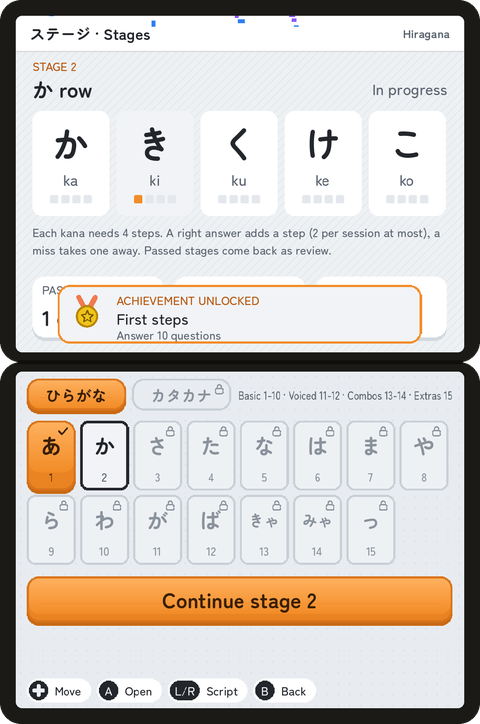 ステージ · Stages
Hiragana
STAGE 2
か row
In progress
か き く け こ
ka ki ku ke ko
Each kana needs 4 steps. A right answer adds a step (2 per session at most), a
miss takes one away. Passed stages come back as review.
ACHIEVEMENT UNLOCKED
First steps
Answer 10 questions
ひらがな
カタカナ
Basic 1-10 · Voiced 11-12 · Combos 13-14 · Extras 15
あ か さ た な は ま や
1 2 3 4 5 6 7 8
ら わ が ば きゃ みゃ っ
9 10 11 12 13 14 15
Continue stage 2
Move
A Open
L/R Script
B Back